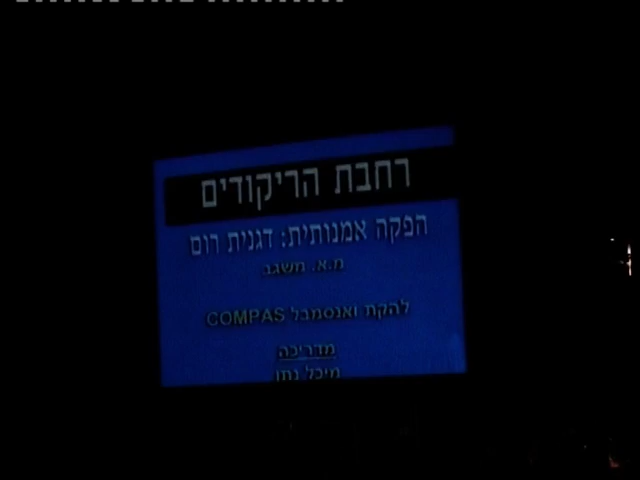 רחבת הריקודים
הפקה אמנותית: דגנית רום
מ.א. משגב
להקת ואנסמבל COMPAS
מדריכה
מיכל נתן